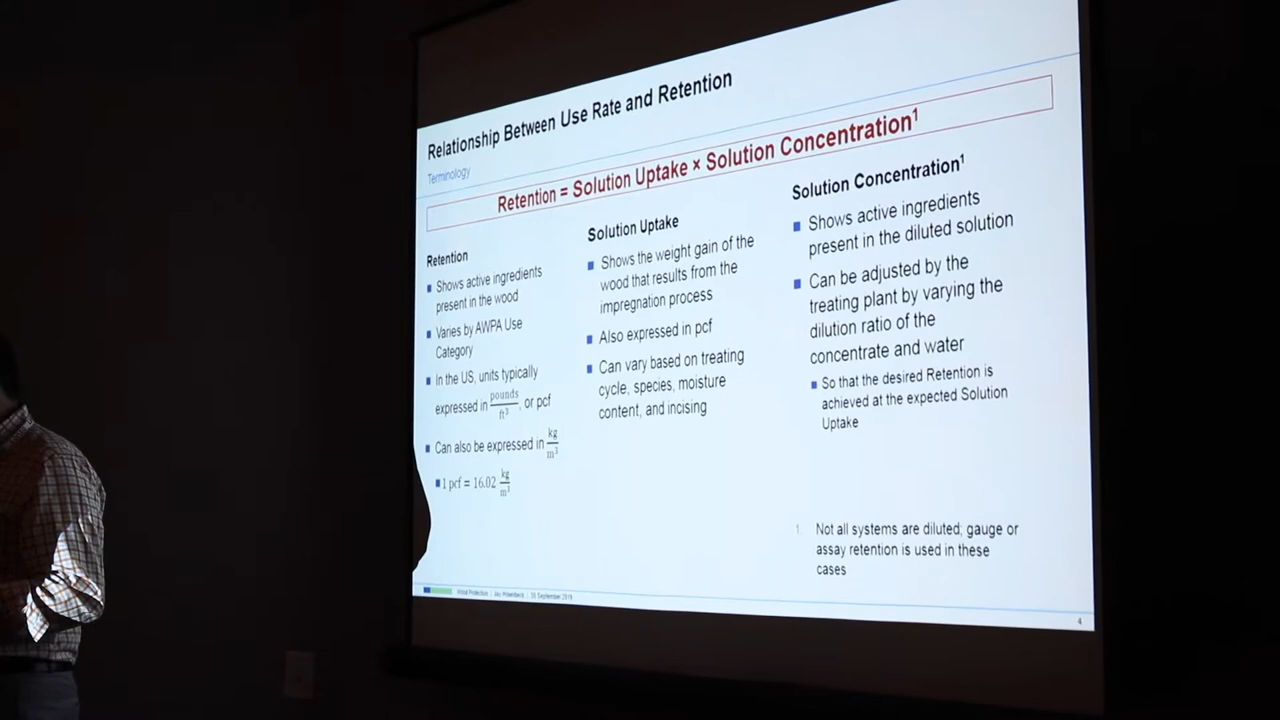 Relationship Between Use Rate and Retention
Terminology
Retention = Solution Uptake × Solution Concentration¹
Retention
Shows active ingredients
present in the wood
Varies by AWPA Use
Category
In the US, units typically
expressed in pounds/ft³, or pcf
Can also be expressed in kg/m³
1 pcf = 16.02 kg/m³
Solution Uptake
Shows the weight gain of the
wood that results from the
impregnation process
Also expressed in pcf
Can vary based on treating
cycle, species, moisture
content, and incising
Solution Concentration¹
Shows active ingredients
present in the diluted solution
Can be adjusted by the
treating plant by varying the
dilution ratio of the
concentrate and water
So that the desired Retention is
achieved at the expected Solution
Uptake
1. Not all systems are diluted; gauge or
assay retention is used in these
cases
Protection | Jay | 30 September 2019
4